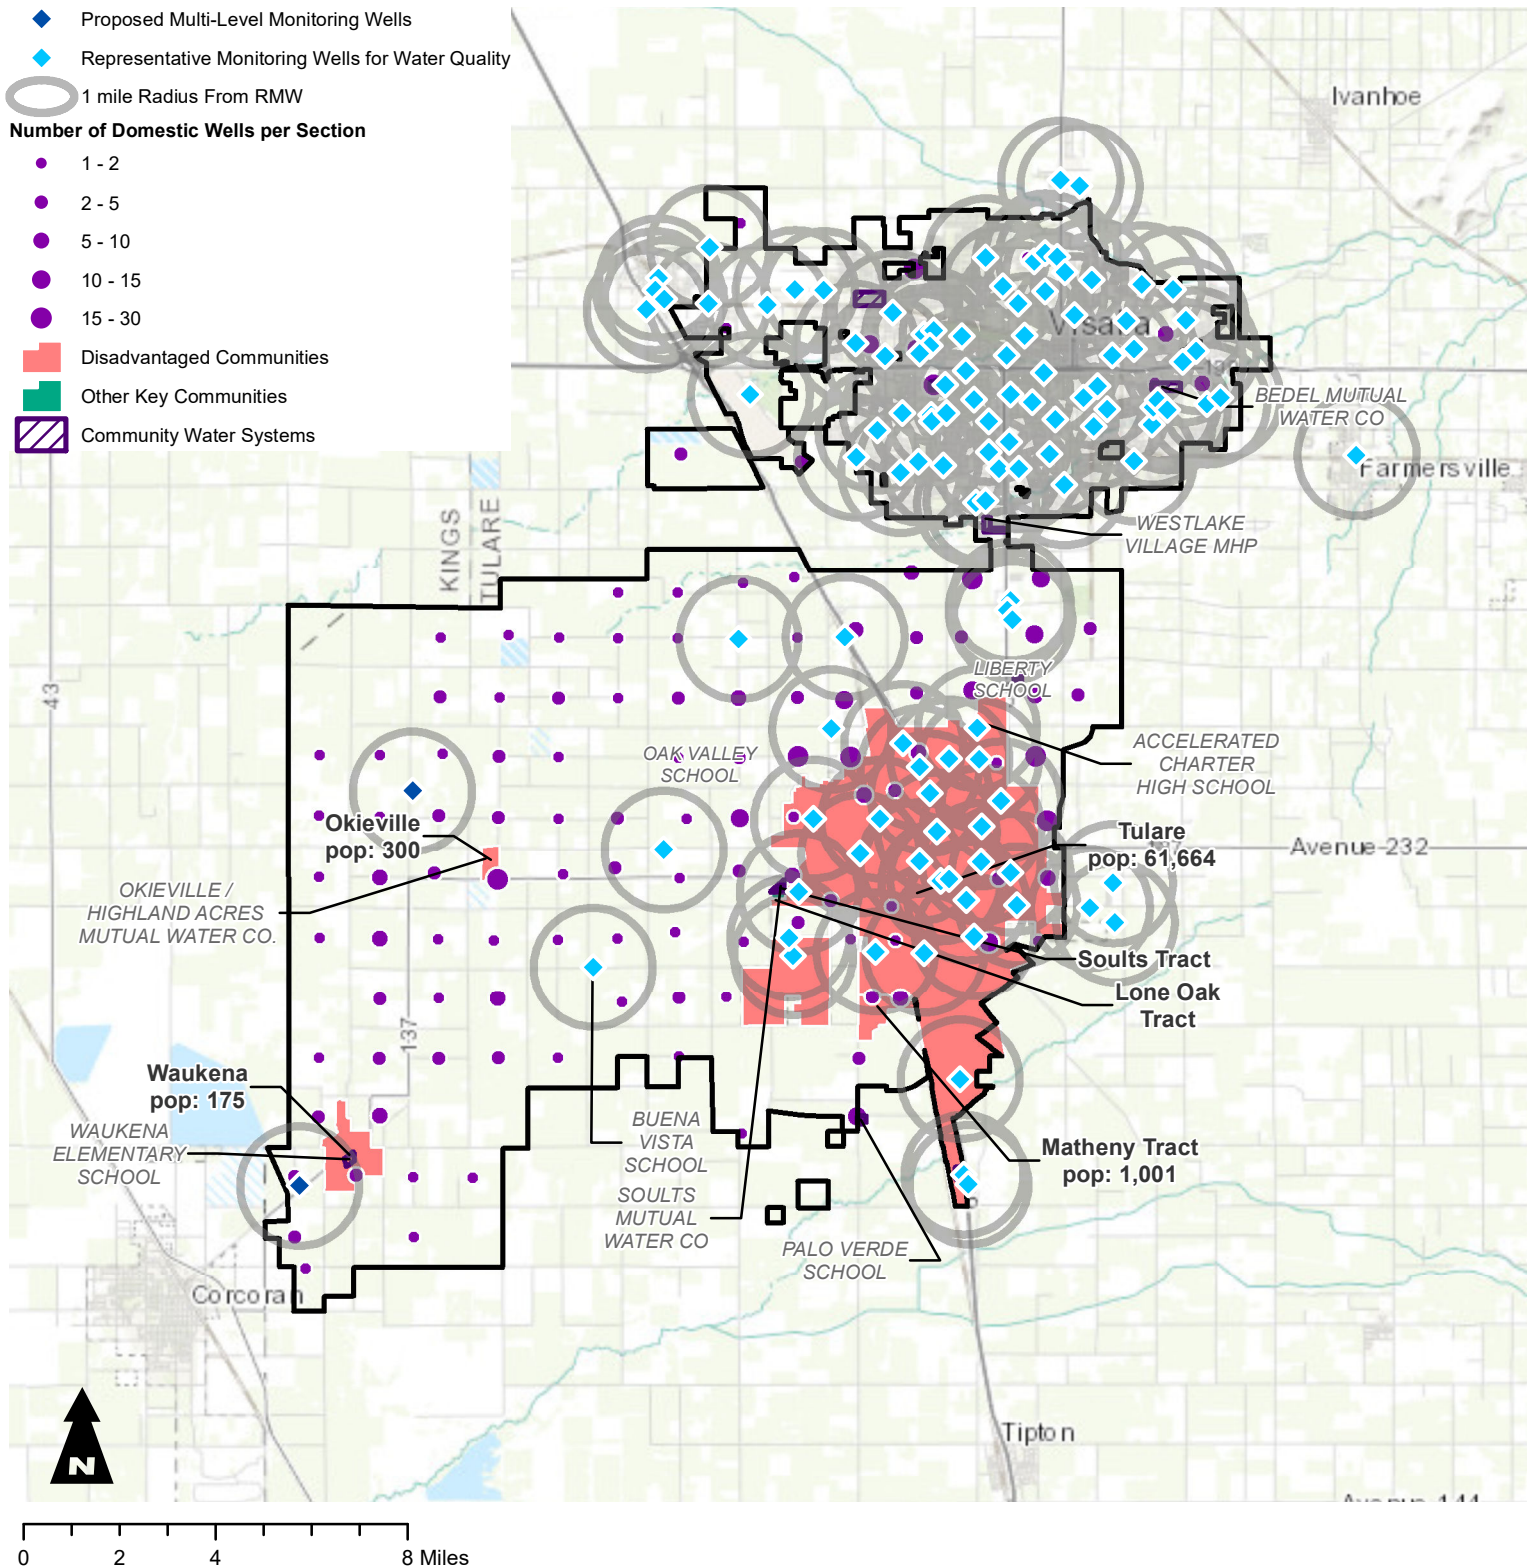 Proposed Multi-Level Monitoring Wells
Representative Monitoring Wells for Water Quality
1 mile Radius From RMW
Number of Domestic Wells per Section
1 - 2
2 - 5
5 - 10
10 - 15
15 - 30
Disadvantaged Communities
Other Key Communities
Community Water Systems
Ivanhoe
Visalia
BEDEL MUTUAL
WATER CO
Farmersville
WESTLAKE
VILLAGE MHP
KINGS
TULARE
43
LIBERTY
SCHOOL
OAK VALLEY
SCHOOL
ACCELERATED
CHARTER
HIGH SCHOOL
Okieville
pop: 300
Tulare
pop: 61,664
Avenue 232
OKIEVILLE /
HIGHLAND ACRES
MUTUAL WATER CO.
Soults Tract
Lone Oak
Tract
137
Waukena
pop: 175
WAUKENA
ELEMENTARY
SCHOOL
BUENA
VISTA
SCHOOL
Matheny Tract
pop: 1,001
SOULTS
MUTUAL
WATER CO
PALO VERDE
SCHOOL
Corcoran
Tipton
N
0 2 4 8 Miles